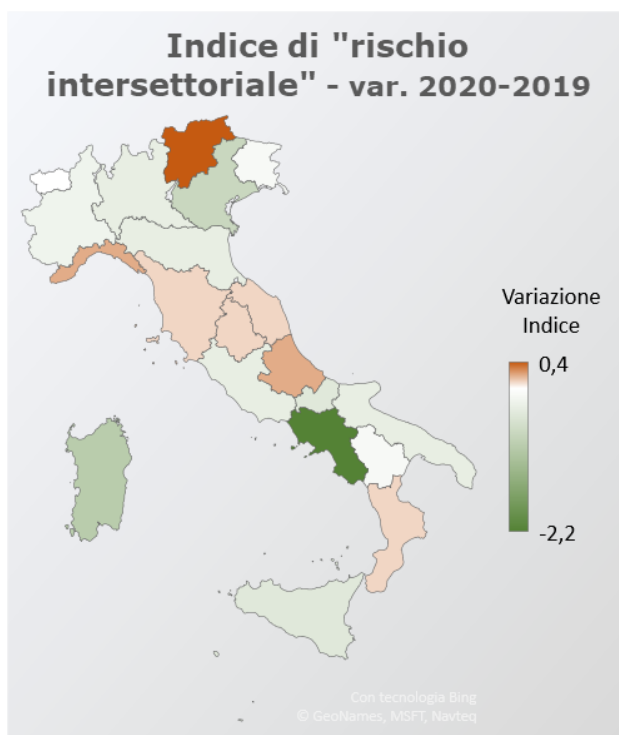 Indice di "rischio
intersettoriale" - var. 2020-2019
Variazione
Indice
0,4
-2,2
Con tecnologia Bing
© GeoNames, MSFT, Navteq